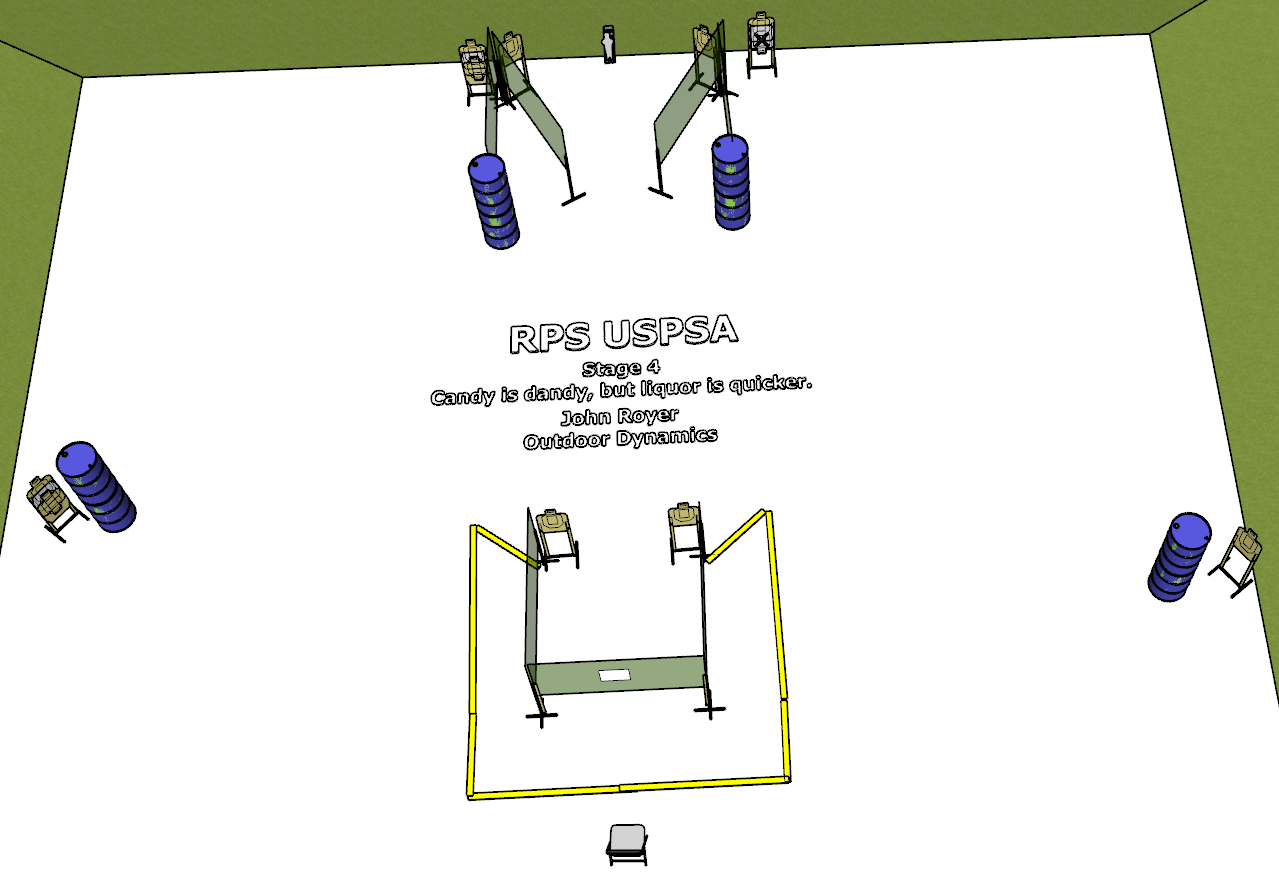 RPS USPSA
Stage 4
Candy is dandy, but liquor is quicker.
John Royer
Outdoor Dynamics